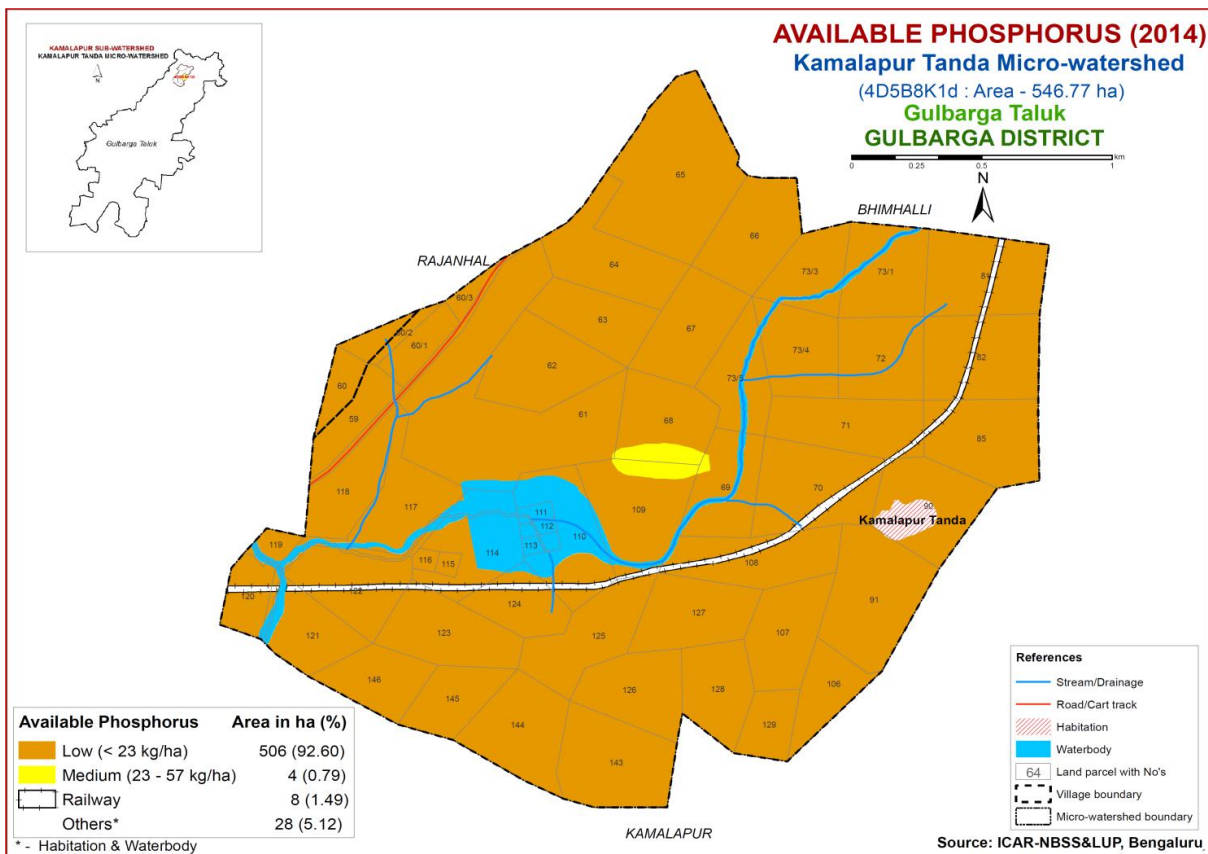 AVAILABLE PHOSPHORUS (2014)
Kamalapur Tanda Micro-watershed
(4D5B8K1d : Area - 546.77 ha)
Gulbarga Taluk
GULBARGA DISTRICT
0 0.25 0.5 1 km
N
KAMALAPUR SUB-WATERSHED
KAMALAPUR TANDA MICRO-WATERSHED
N
Gulbarga Taluk
BHIMHALLI
RAJANHAL
65
66
64
73/3
73/1
81
60/3
63
67
60/2
60/1
73/4
72
82
62
60
73/5
59
61
68
71
85
118
117
69
70
109
90
Kamalapur Tanda
111
112
110
113
114
119
116
115
108
120
122
124
91
121
123
125
127
107
146
145
126
128
106
144
129
143
KAMALAPUR
Available Phosphorus Area in ha (%)
Low (< 23 kg/ha) 506 (92.60)
Medium (23 - 57 kg/ha) 4 (0.79)
Railway 8 (1.49)
Others* 28 (5.12)
* - Habitation & Waterbody
References
Stream/Drainage
Road/Cart track
Habitation
Waterbody
64 Land parcel with No's
Village boundary
Micro-watershed boundary
Source: ICAR-NBSS&LUP, Bengaluru